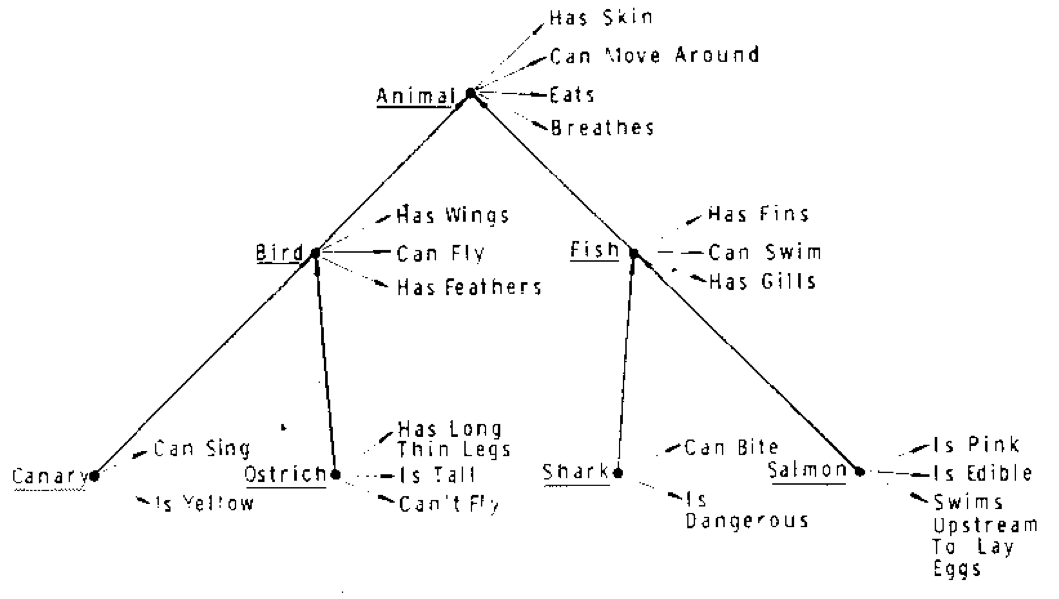 Has Skin
Can Move Around
Animal
Eats
Breathes
Has Wings
Bird
Can Fly
Has Feathers
Has Fins
Fish
Can Swim
Has Gills
Canary
Can Sing
Is Yellow
Ostrich
Has Long
Thin Legs
Is Tall
Can't Fly
Shark
Can Bite
Is
Dangerous
Salmon
Is Pink
Is Edible
Swims
Upstream
To Lay
Eggs